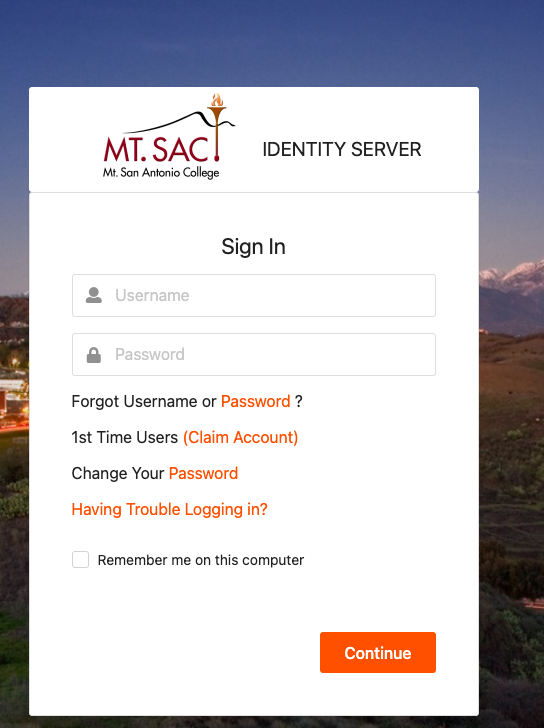 MT. SAC
Mt. San Antonio College
IDENTITY SERVER
Sign In
Username
Password
Forgot Username or Password ?
1st Time Users (Claim Account)
Change Your Password
Having Trouble Logging in?
Remember me on this computer
Continue